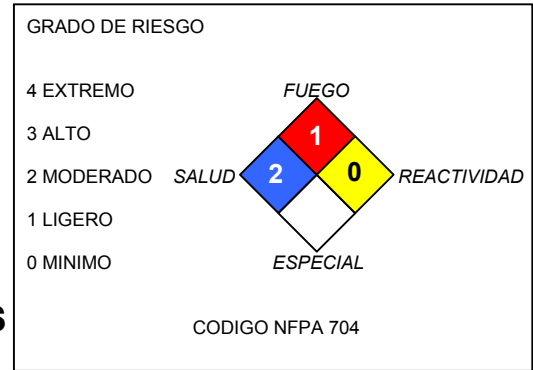 GRADO DE RIESGO
4 EXTREMO
FUEGO
3 ALTO
1
2 MODERADO
SALUD
2
0
REACTIVIDAD
1 LIGERO
0 MINIMO
ESPECIAL
S
CODIGO NFPA 704